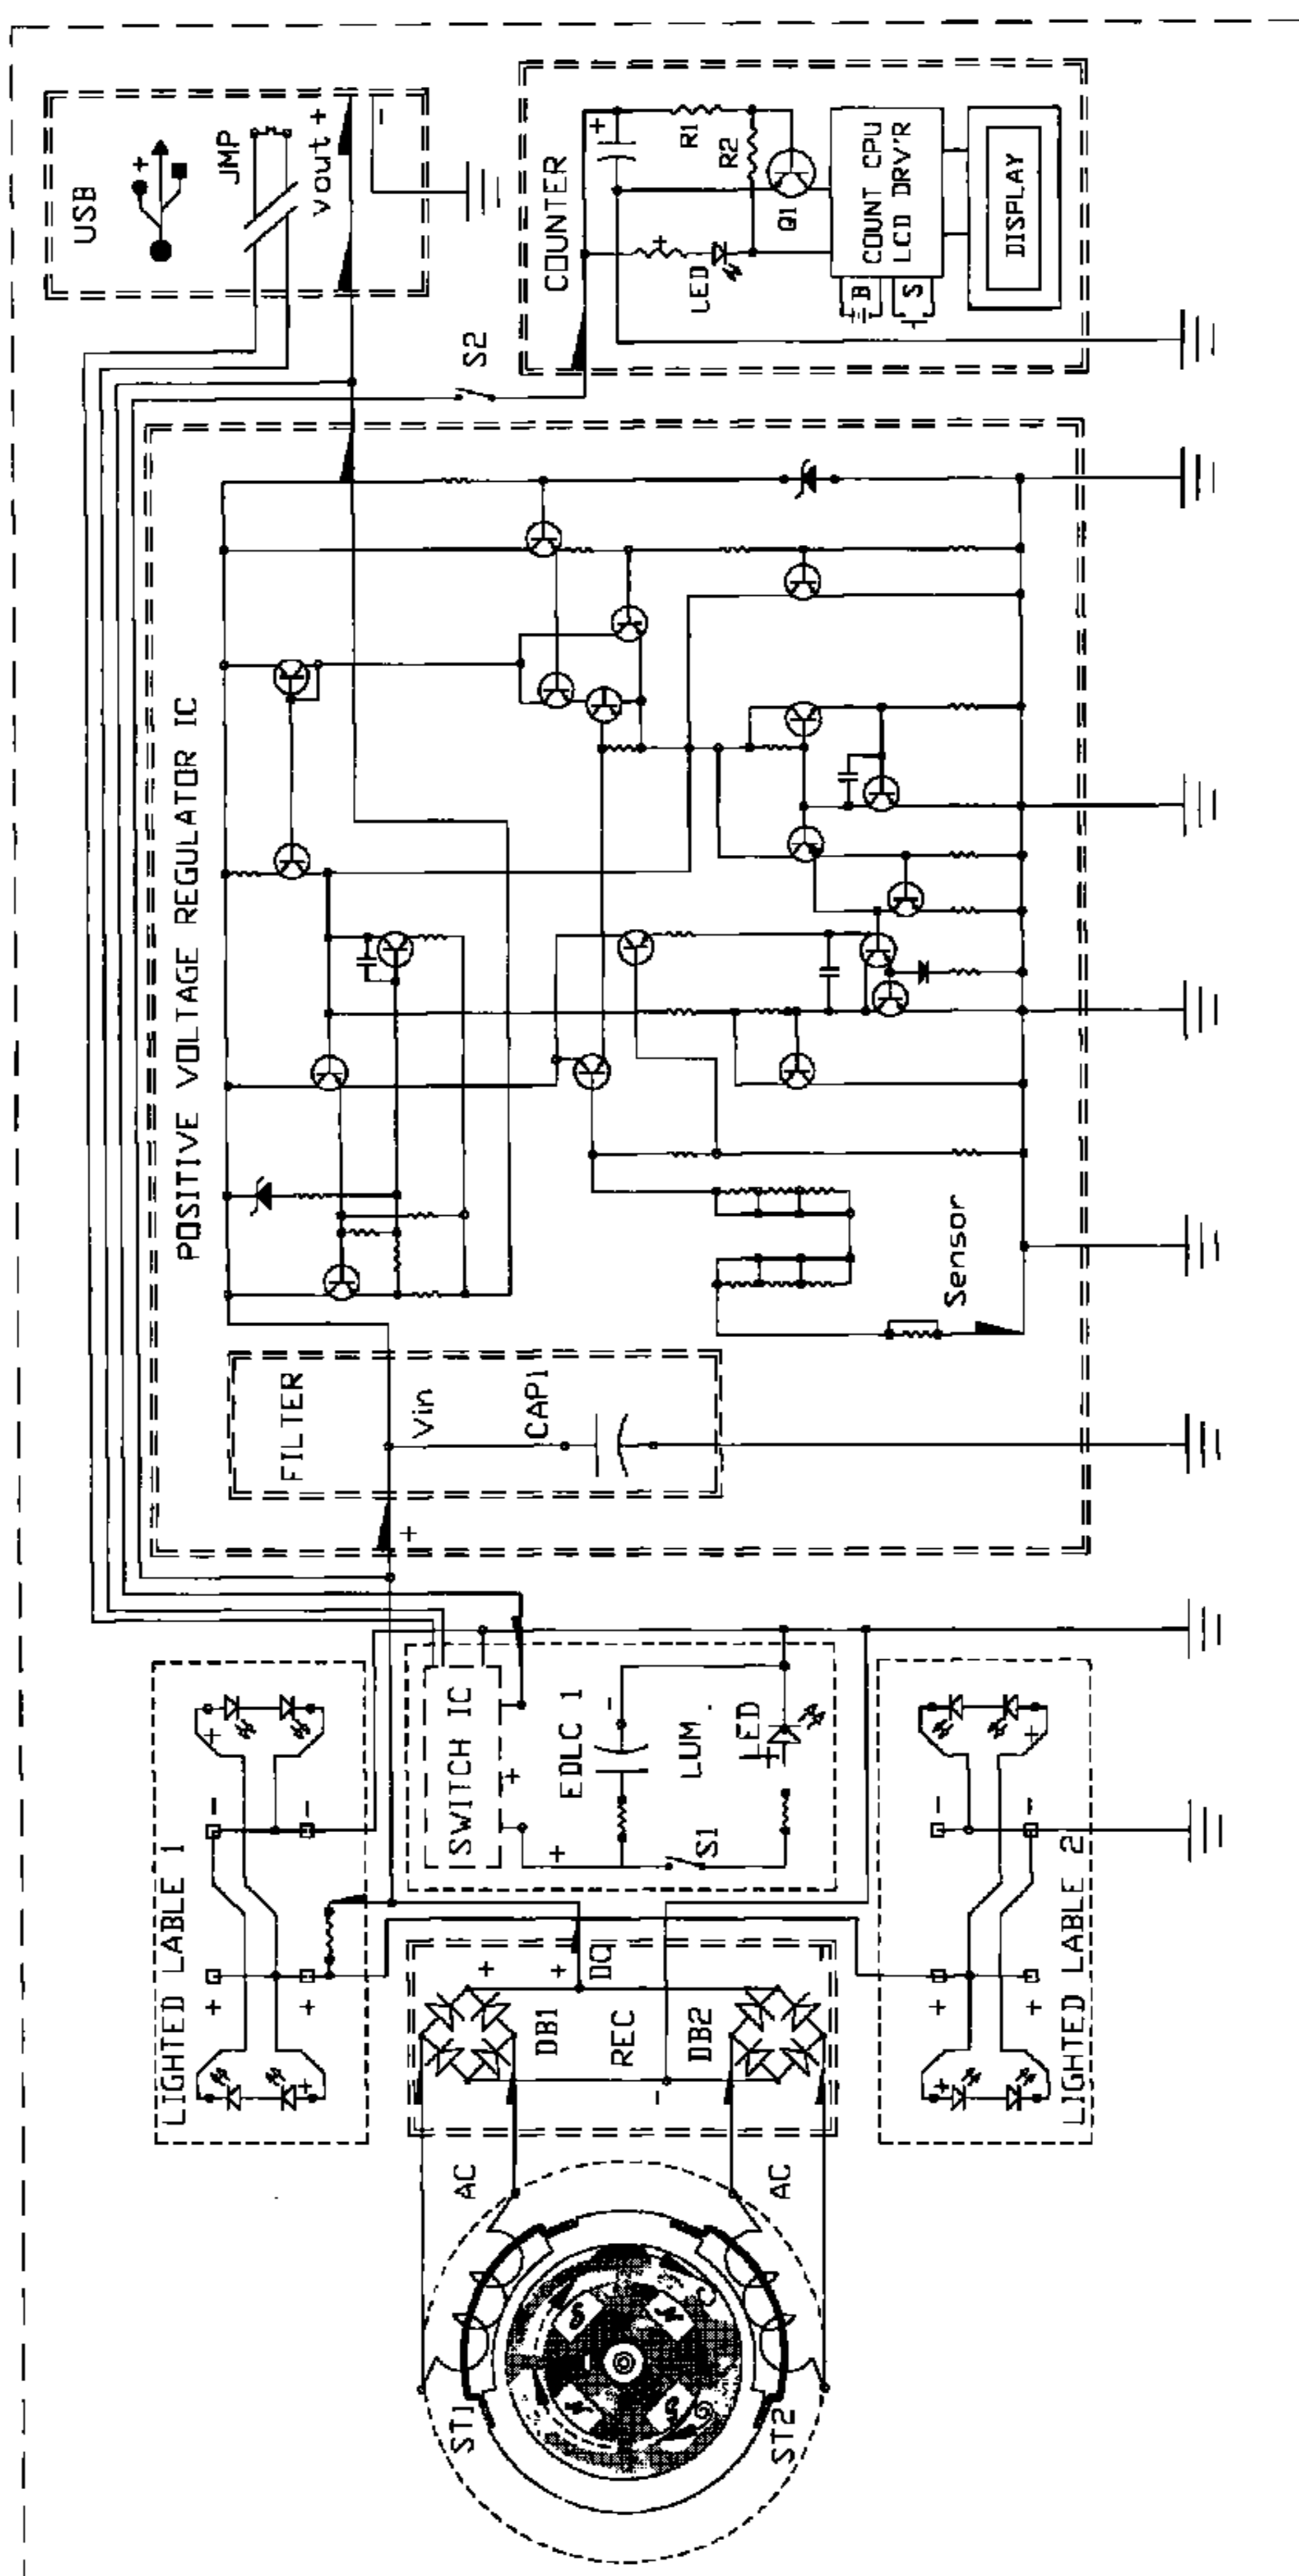 USB
+
JMP
Vout +
-
COUNTER
+
R1
R2
Q1
+
LED
COUNT CPU
LCD DRV'R
B
S
DISPLAY
S2
POSITIVE VOLTAGE REGULATOR IC
Sensor
FILTER
Vin
CAP1
+
LIGHTED LABLE 1
+
-
-
+
+
+
SWITCH IC
+
+
EDLC 1
-
LUM
LED
+
S1
LIGHTED LABLE 2
+
-
-
+
+
+
+
+
DQ
DB1
REC
DB2
-
AC
AC
ST1
ST2
S
S